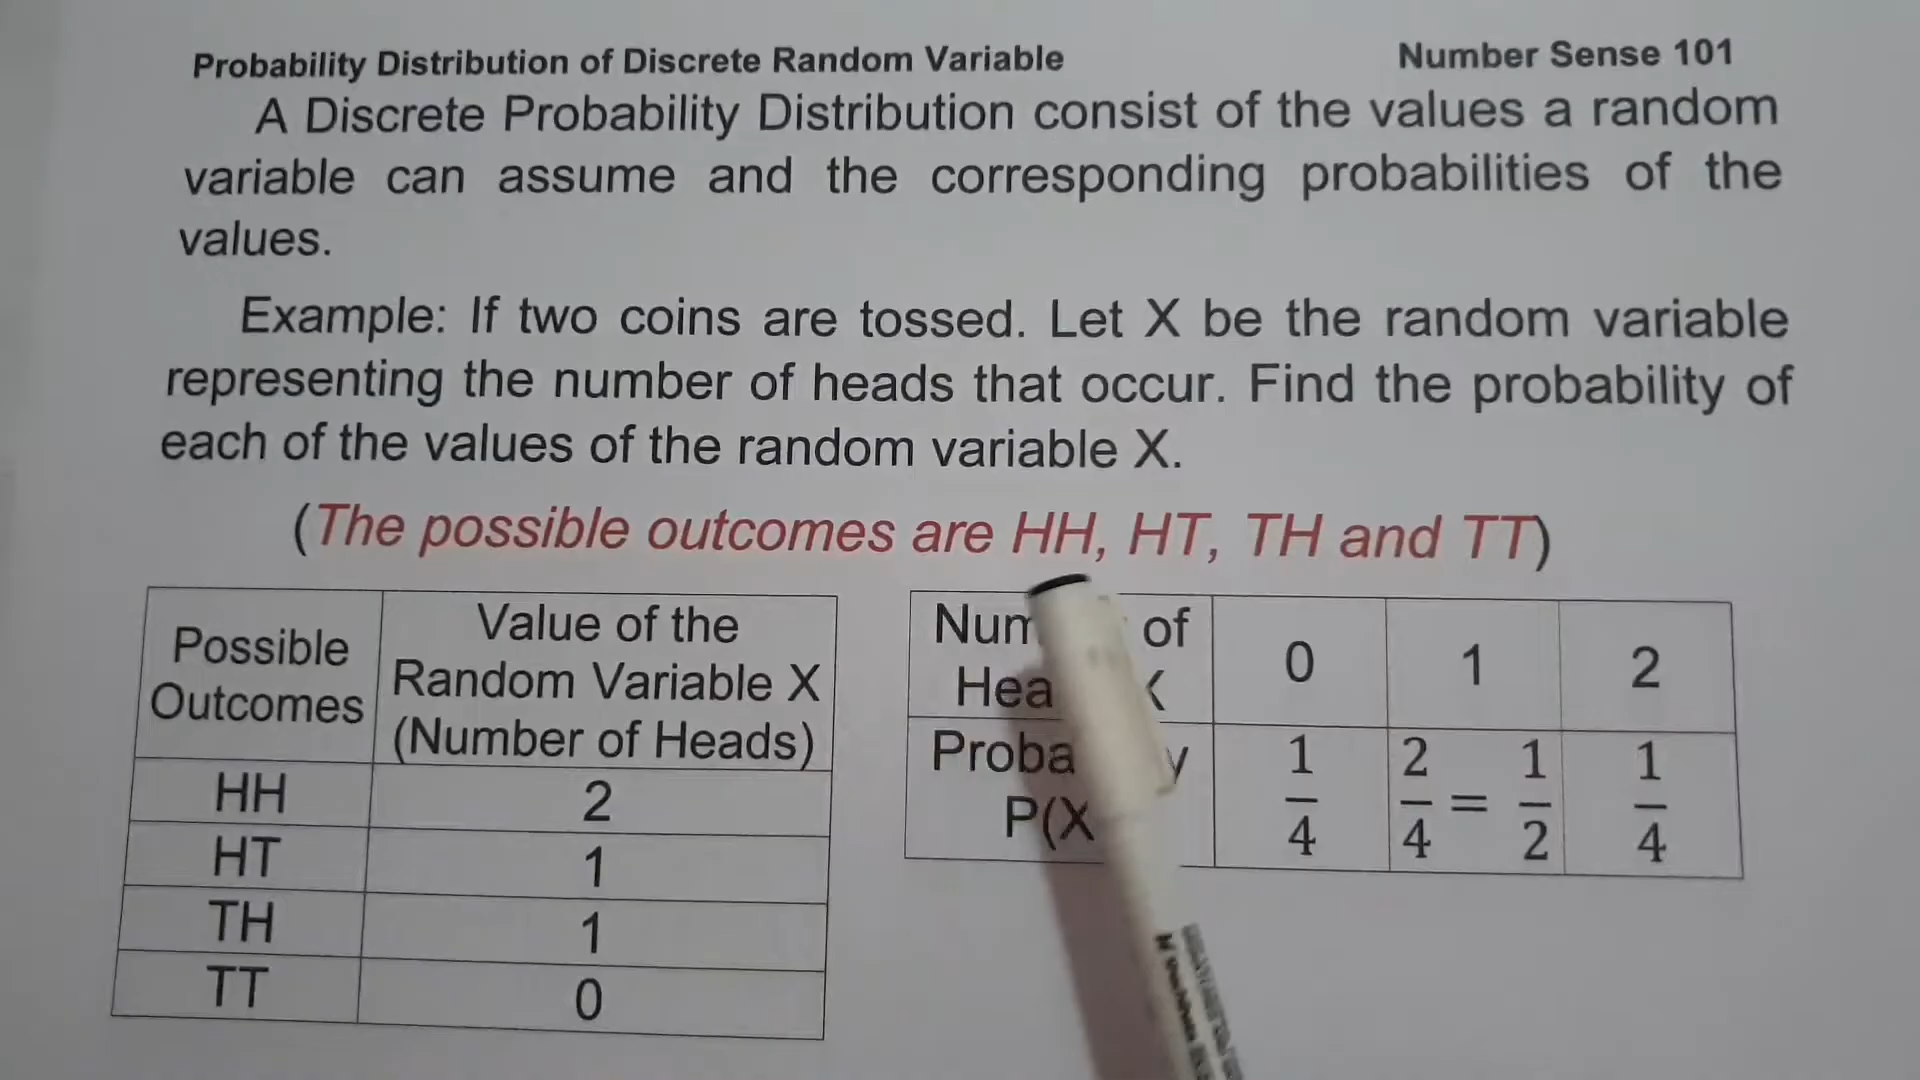 Probability Distribution of Discrete Random Variable Number Sense 101
A Discrete Probability Distribution consist of the values a random
variable can assume and the corresponding probabilities of the
values.
Example: If two coins are tossed. Let X be the random variable
representing the number of heads that occur. Find the probability of
each of the values of the random variable X.
(The possible outcomes are HH, HT, TH and TT)
Possible
Outcomes
Value of the
Random Variable X
(Number of Heads)
HH 2
HT 1
TH 1
TT 0
of
0 1 2
1/4 2/4 = 1/2 1/4